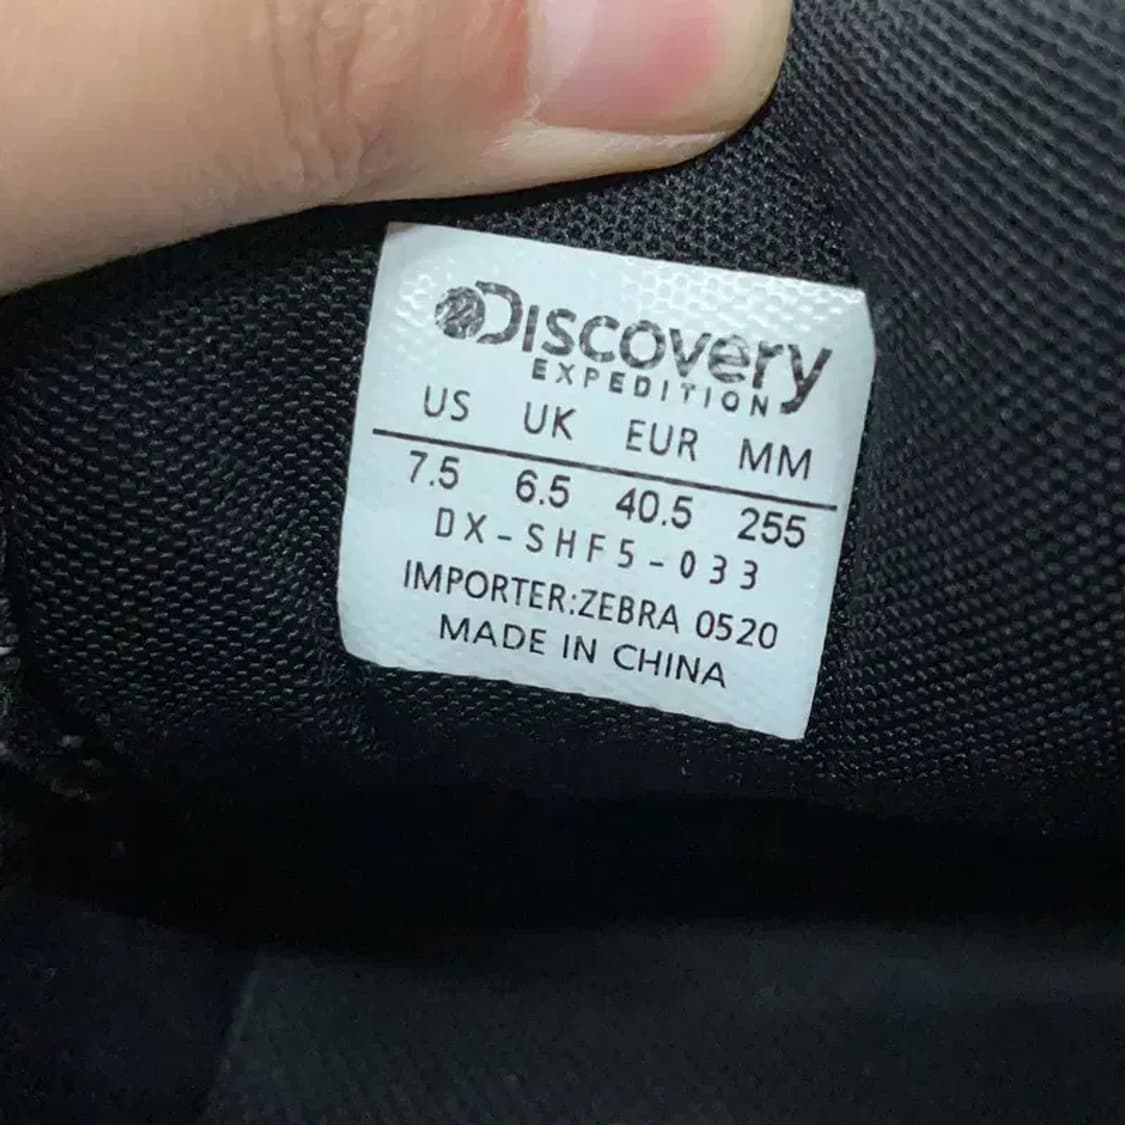 DISCOVERY
EXPEDITION
US UK EUR MM
7.5 6.5 40.5 255
DX-SHF5-033
IMPORTER:ZEBRA 0520
MADE IN CHINA